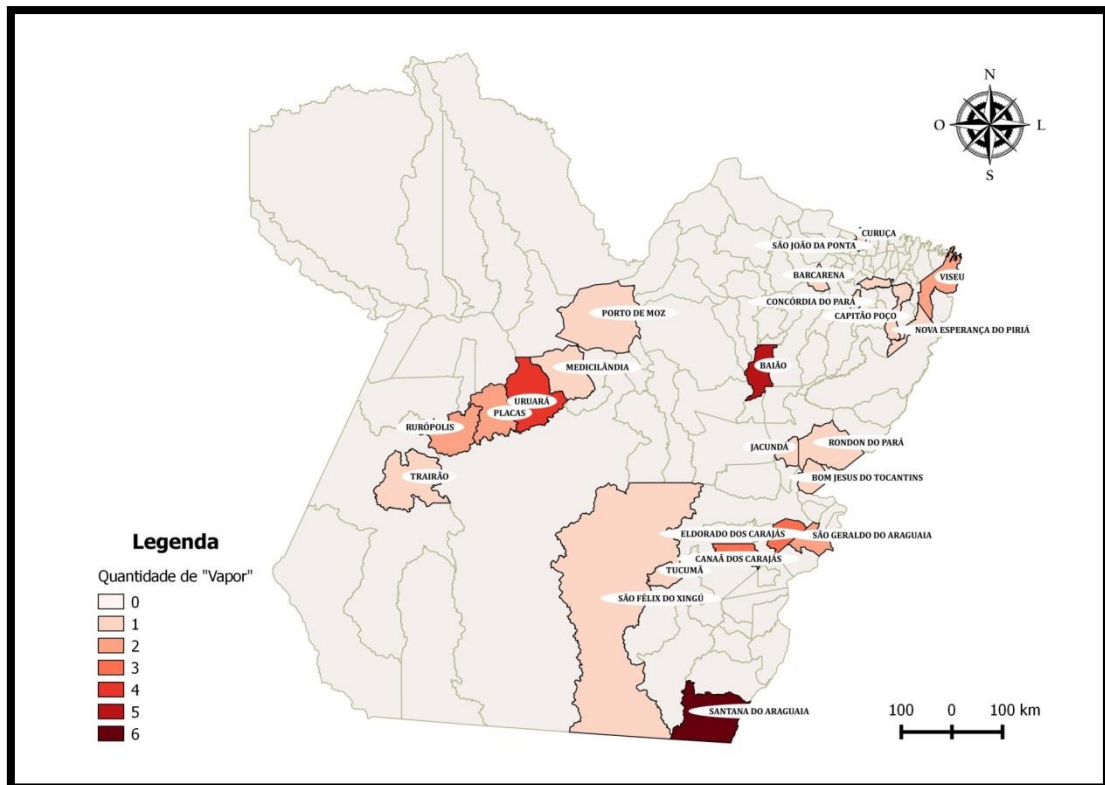 N
O
L
S
CURUÇA
SÃO JOÃO DA PONTA
BARCARENA
VISEU
CONCÓRDIA DO PARÁ
PORTO DE MOZ
CAPITÃO POÇO
NOVA ESPERANÇA DO PIRIÁ
MEDICILÂNDIA
BAIÃO
URUARÁ
PLACAS
RURÓPOLIS
JACUNDÁ
RONDON DO PARÁ
TRAIRÃO
BOM JESUS DO TOCANTINS
ELDORADO DOS CARAJÁS
SÃO GERALDO DO ARAGUAIA
CANAÃ DOS CARAJÁS
TUCUMÃ
SÃO FÉLIX DO XINGÚ
SANTANA DO ARAGUAIA
Legenda
Quantidade de "Vapor"
0
1
2
3
4
5
6
100 0 100 km